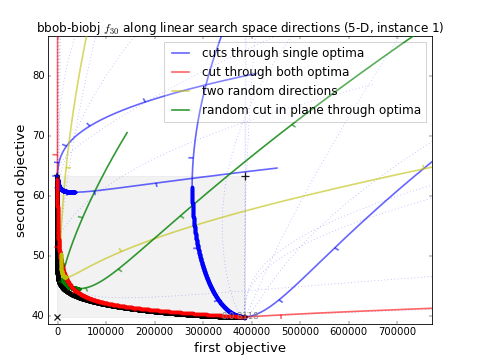 bbob-biobj f30 along linear search space directions (5-D, instance 1)
cuts through single optima
cut through both optima
two random directions
random cut in plane through optima
second objective
80
70
60
50
40
0 100000 200000 300000 400000 500000 600000 700000
first objective